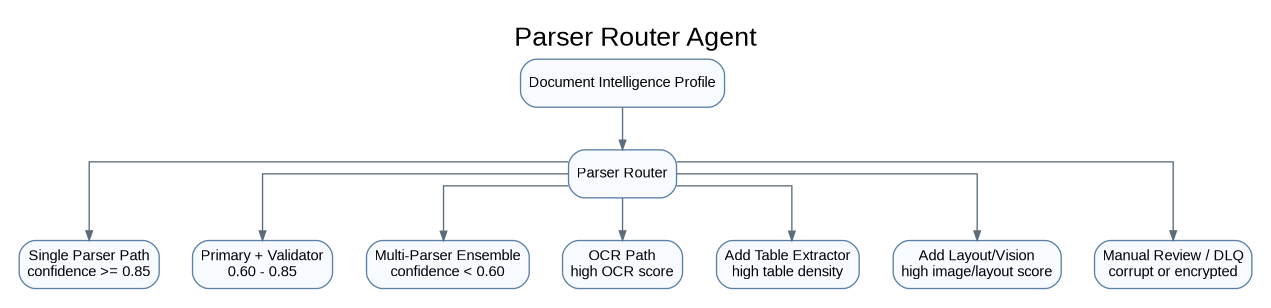 Parser Router Agent
Document Intelligence Profile
Parser Router
Single Parser Path
confidence >= 0.85
Primary + Validator
0.60 - 0.85
Multi-Parser Ensemble
confidence < 0.60
OCR Path
high OCR score
Add Table Extractor
high table density
Add Layout/Vision
high image/layout score
Manual Review / DLQ
corrupt or encrypted